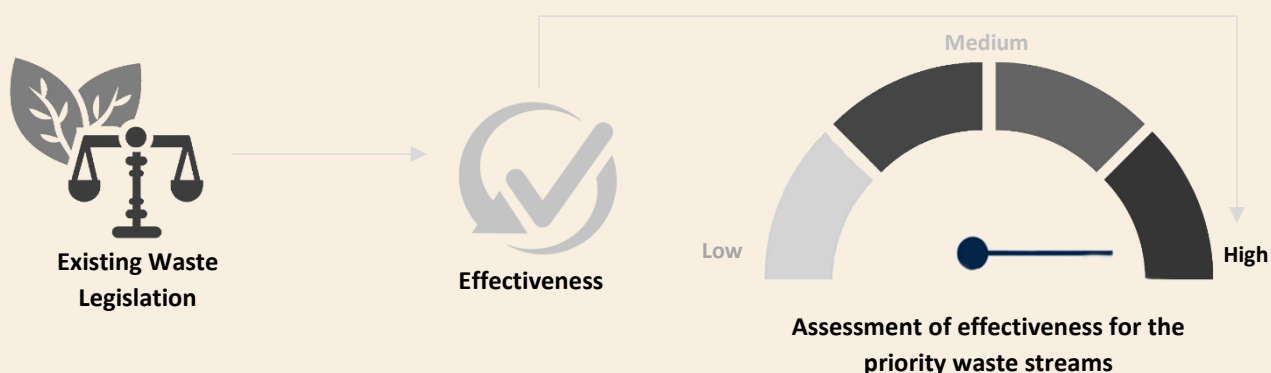 Medium
Low
High
Existing Waste
Legislation
Effectiveness
Assessment of effectiveness for the
priority waste streams